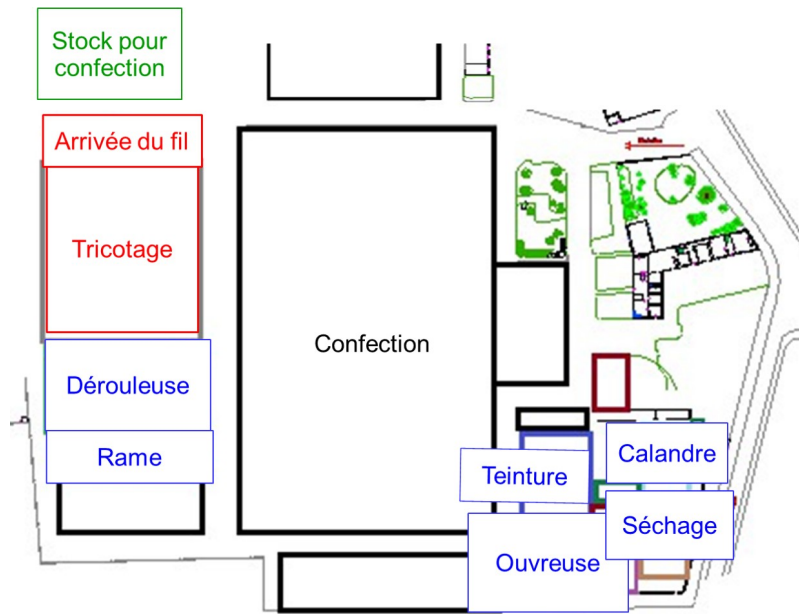 Stock pour
confection
Arrivée du fil
Tricotage
Confection
Dérouleuse
Rame
Teinture
Calandre
Séchage
Ouvreuse